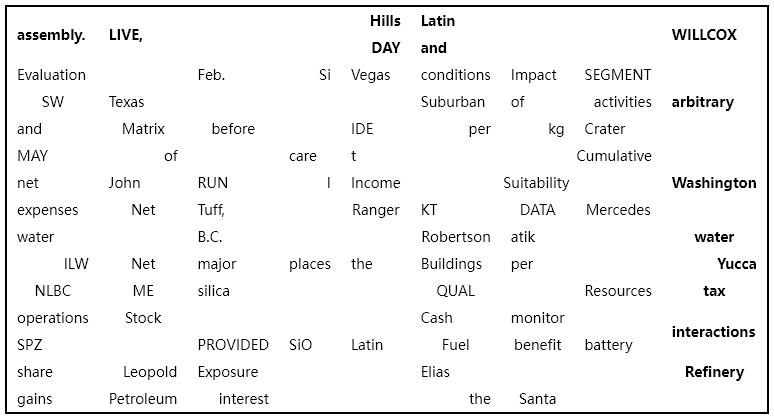 Hills Latin
assembly. LIVE, WILLCOX
DAY and
Evaluation Feb. Si Vegas conditions Impact SEGMENT
SW Texas Suburban of activities arbitrary
and Matrix before IDE per kg Crater
MAY of care t Cumulative
net John RUN I Income Suitability Washington
expenses Net Tuff, Ranger KT DATA Mercedes
water B.C. Robertson atik water
ILW Net major places the Buildings per Yucca
NLBC ME silica QUAL Resources tax
operations Stock Cash monitor
interactions
SPZ PROVIDED SiO Latin Fuel benefit battery
share Leopold Exposure Elias Refinery
gains Petroleum interest the Santa